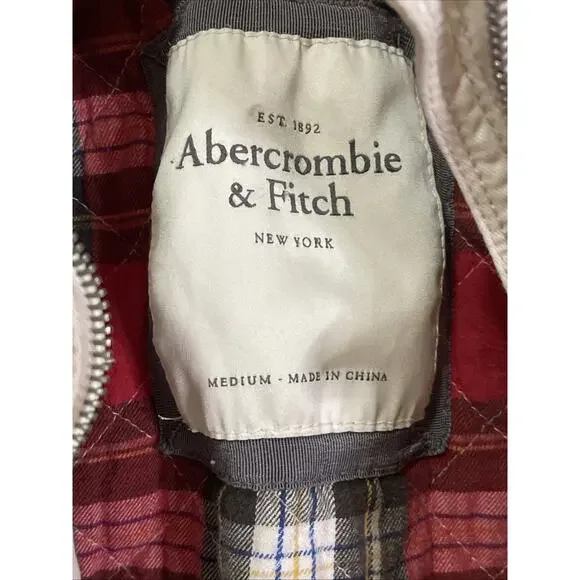 EST. 1892
Abercrombie
& Fitch
NEW YORK
MEDIUM - MADE IN CHINA